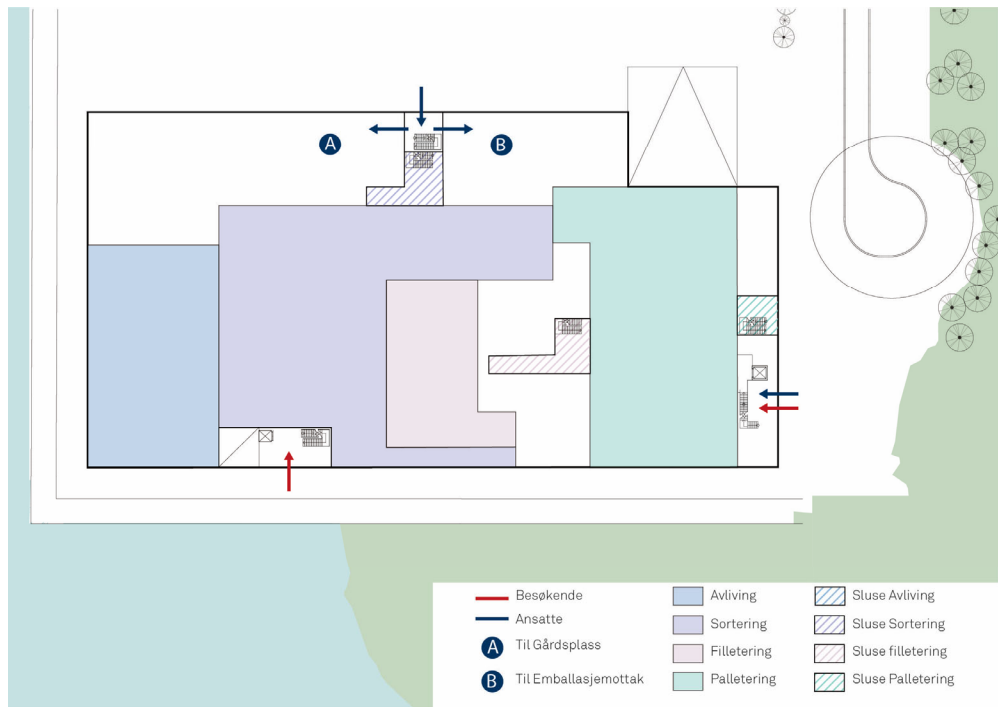 A
B
Besøkende
Ansatte
A Til Gårdsplass
B Til Emballasjemottak
Avliving
Sortering
Filletering
Palletering
Sluse Avliving
Sluse Sortering
Sluse filletering
Sluse Palletering